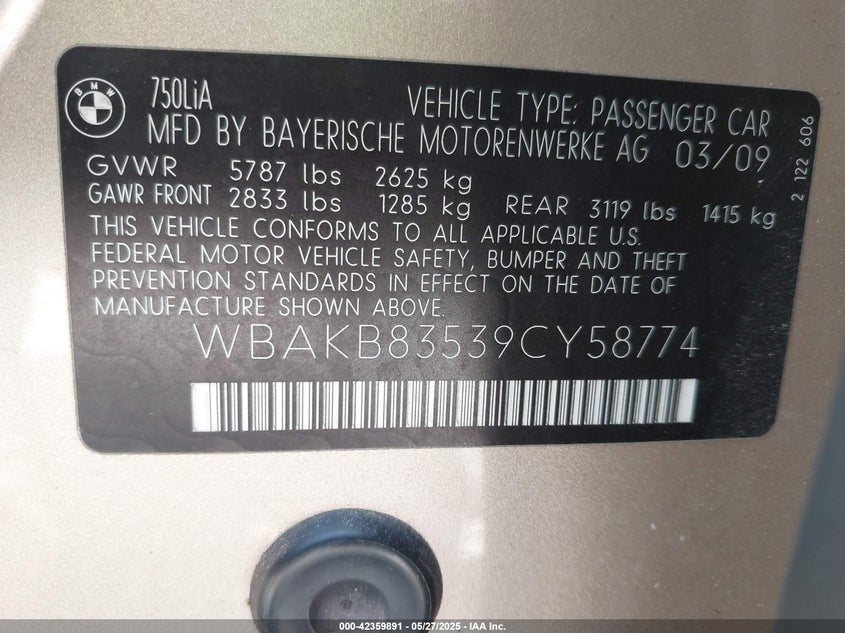 BMW
750LiA
VEHICLE TYPE: PASSENGER CAR
MFD BY BAYERISCHE MOTORENWERKE AG 03/09
GVWR 5787 lbs 2625 kg
GAWR FRONT 2833 lbs 1285 kg REAR 3119 lbs 1415 kg
THIS VEHICLE CONFORMS TO ALL APPLICABLE U.S.
FEDERAL MOTOR VEHICLE SAFETY, BUMPER AND THEFT
PREVENTION STANDARDS IN EFFECT ON THE DATE OF
MANUFACTURE SHOWN ABOVE.
WBAKB83539CY58774
2 122 606
000-42359891 - 05/27/2025 - IAA Inc.